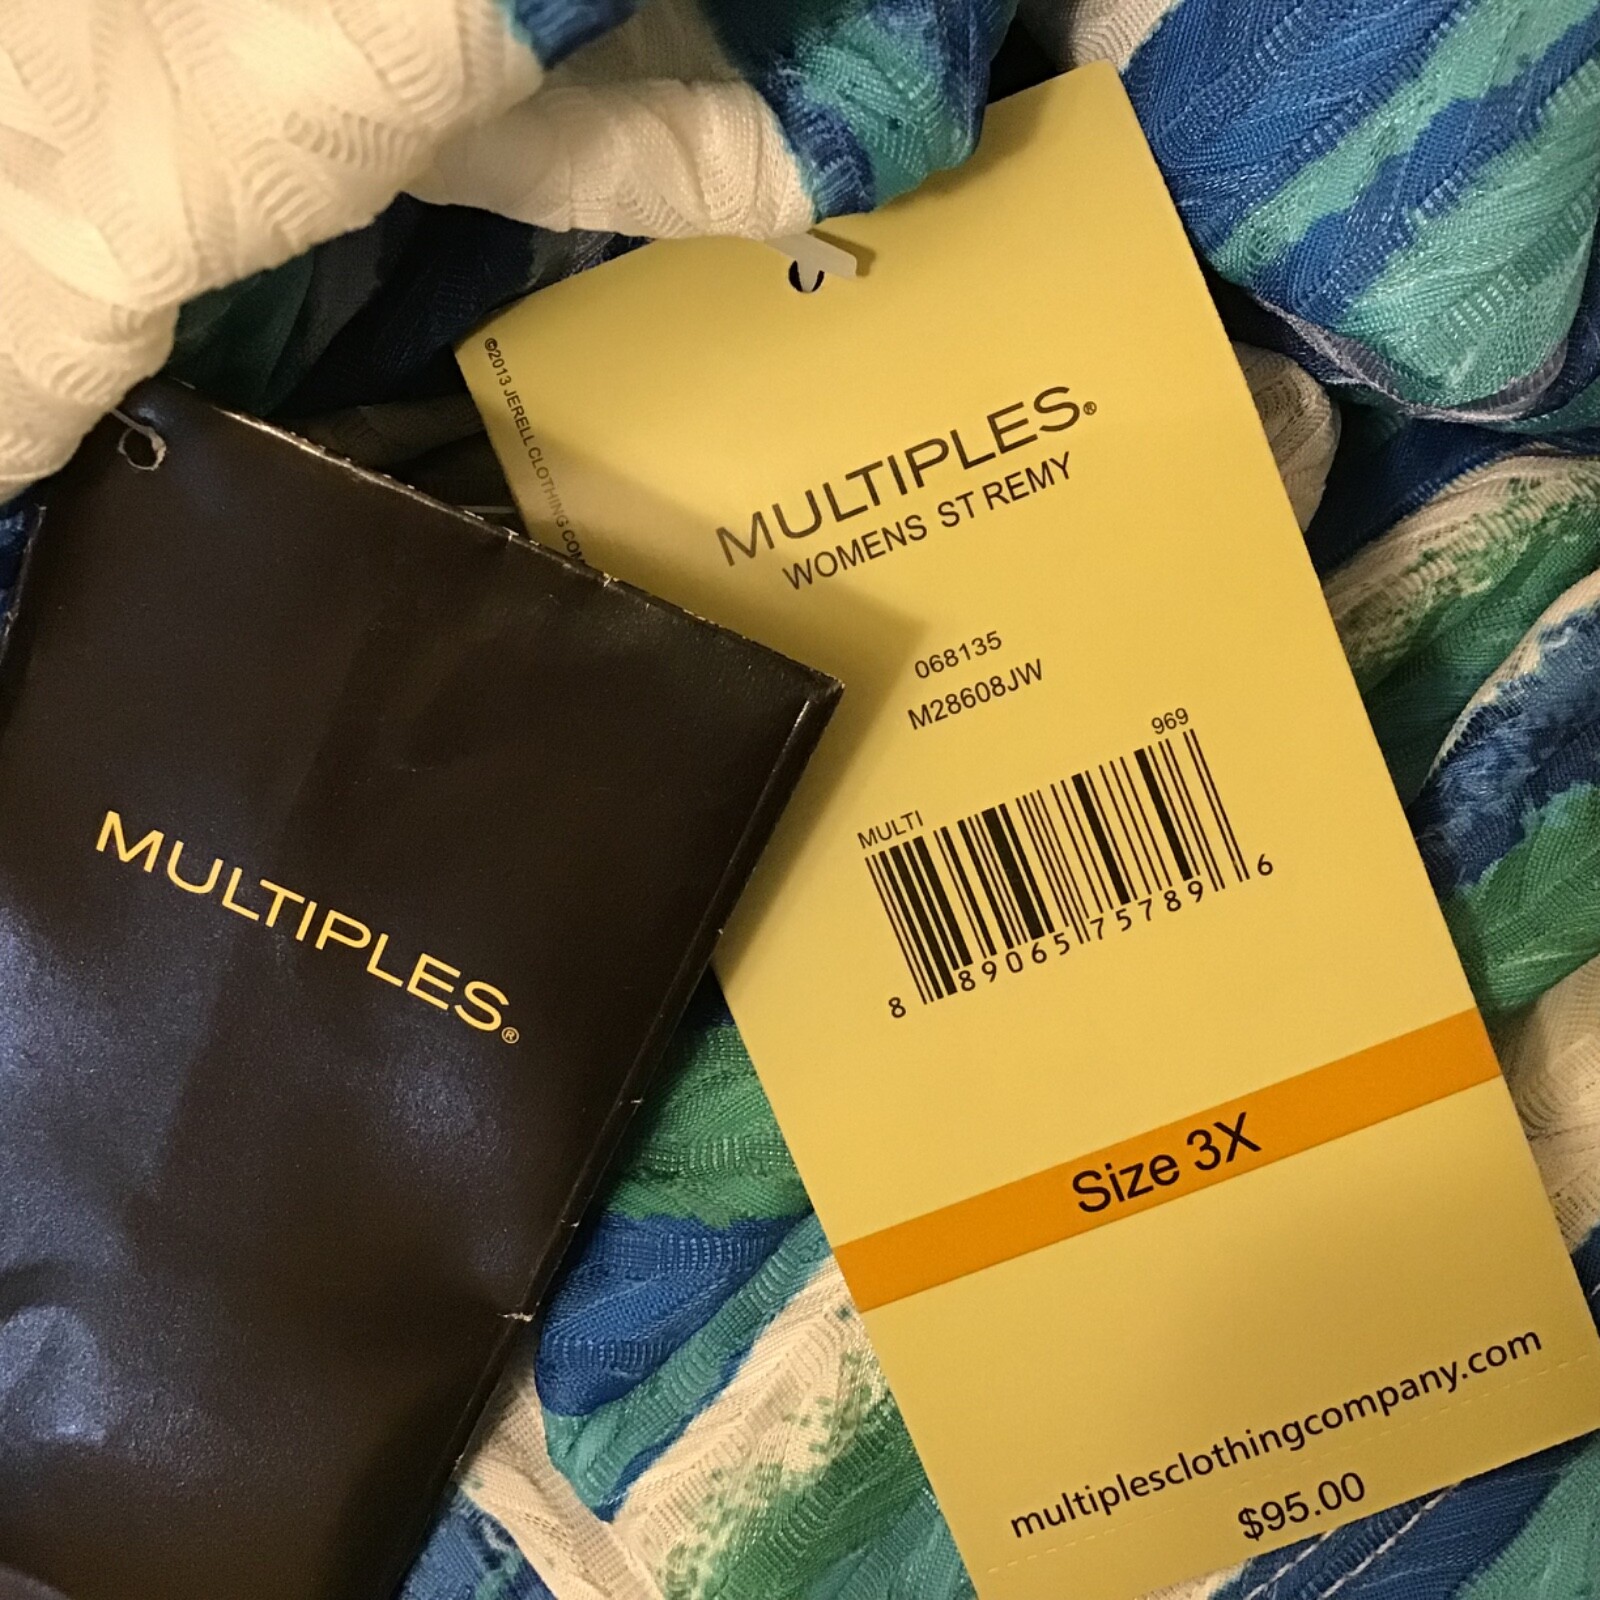 ©2013 JERELL CLOTHING
MULTIPLES®
WOMENS ST REMY
068135
M28608JW
MULTI 969
8 89065 75789 6
Size 3X
multiplesclothingcompany.com
$95.00
MULTIPLES®